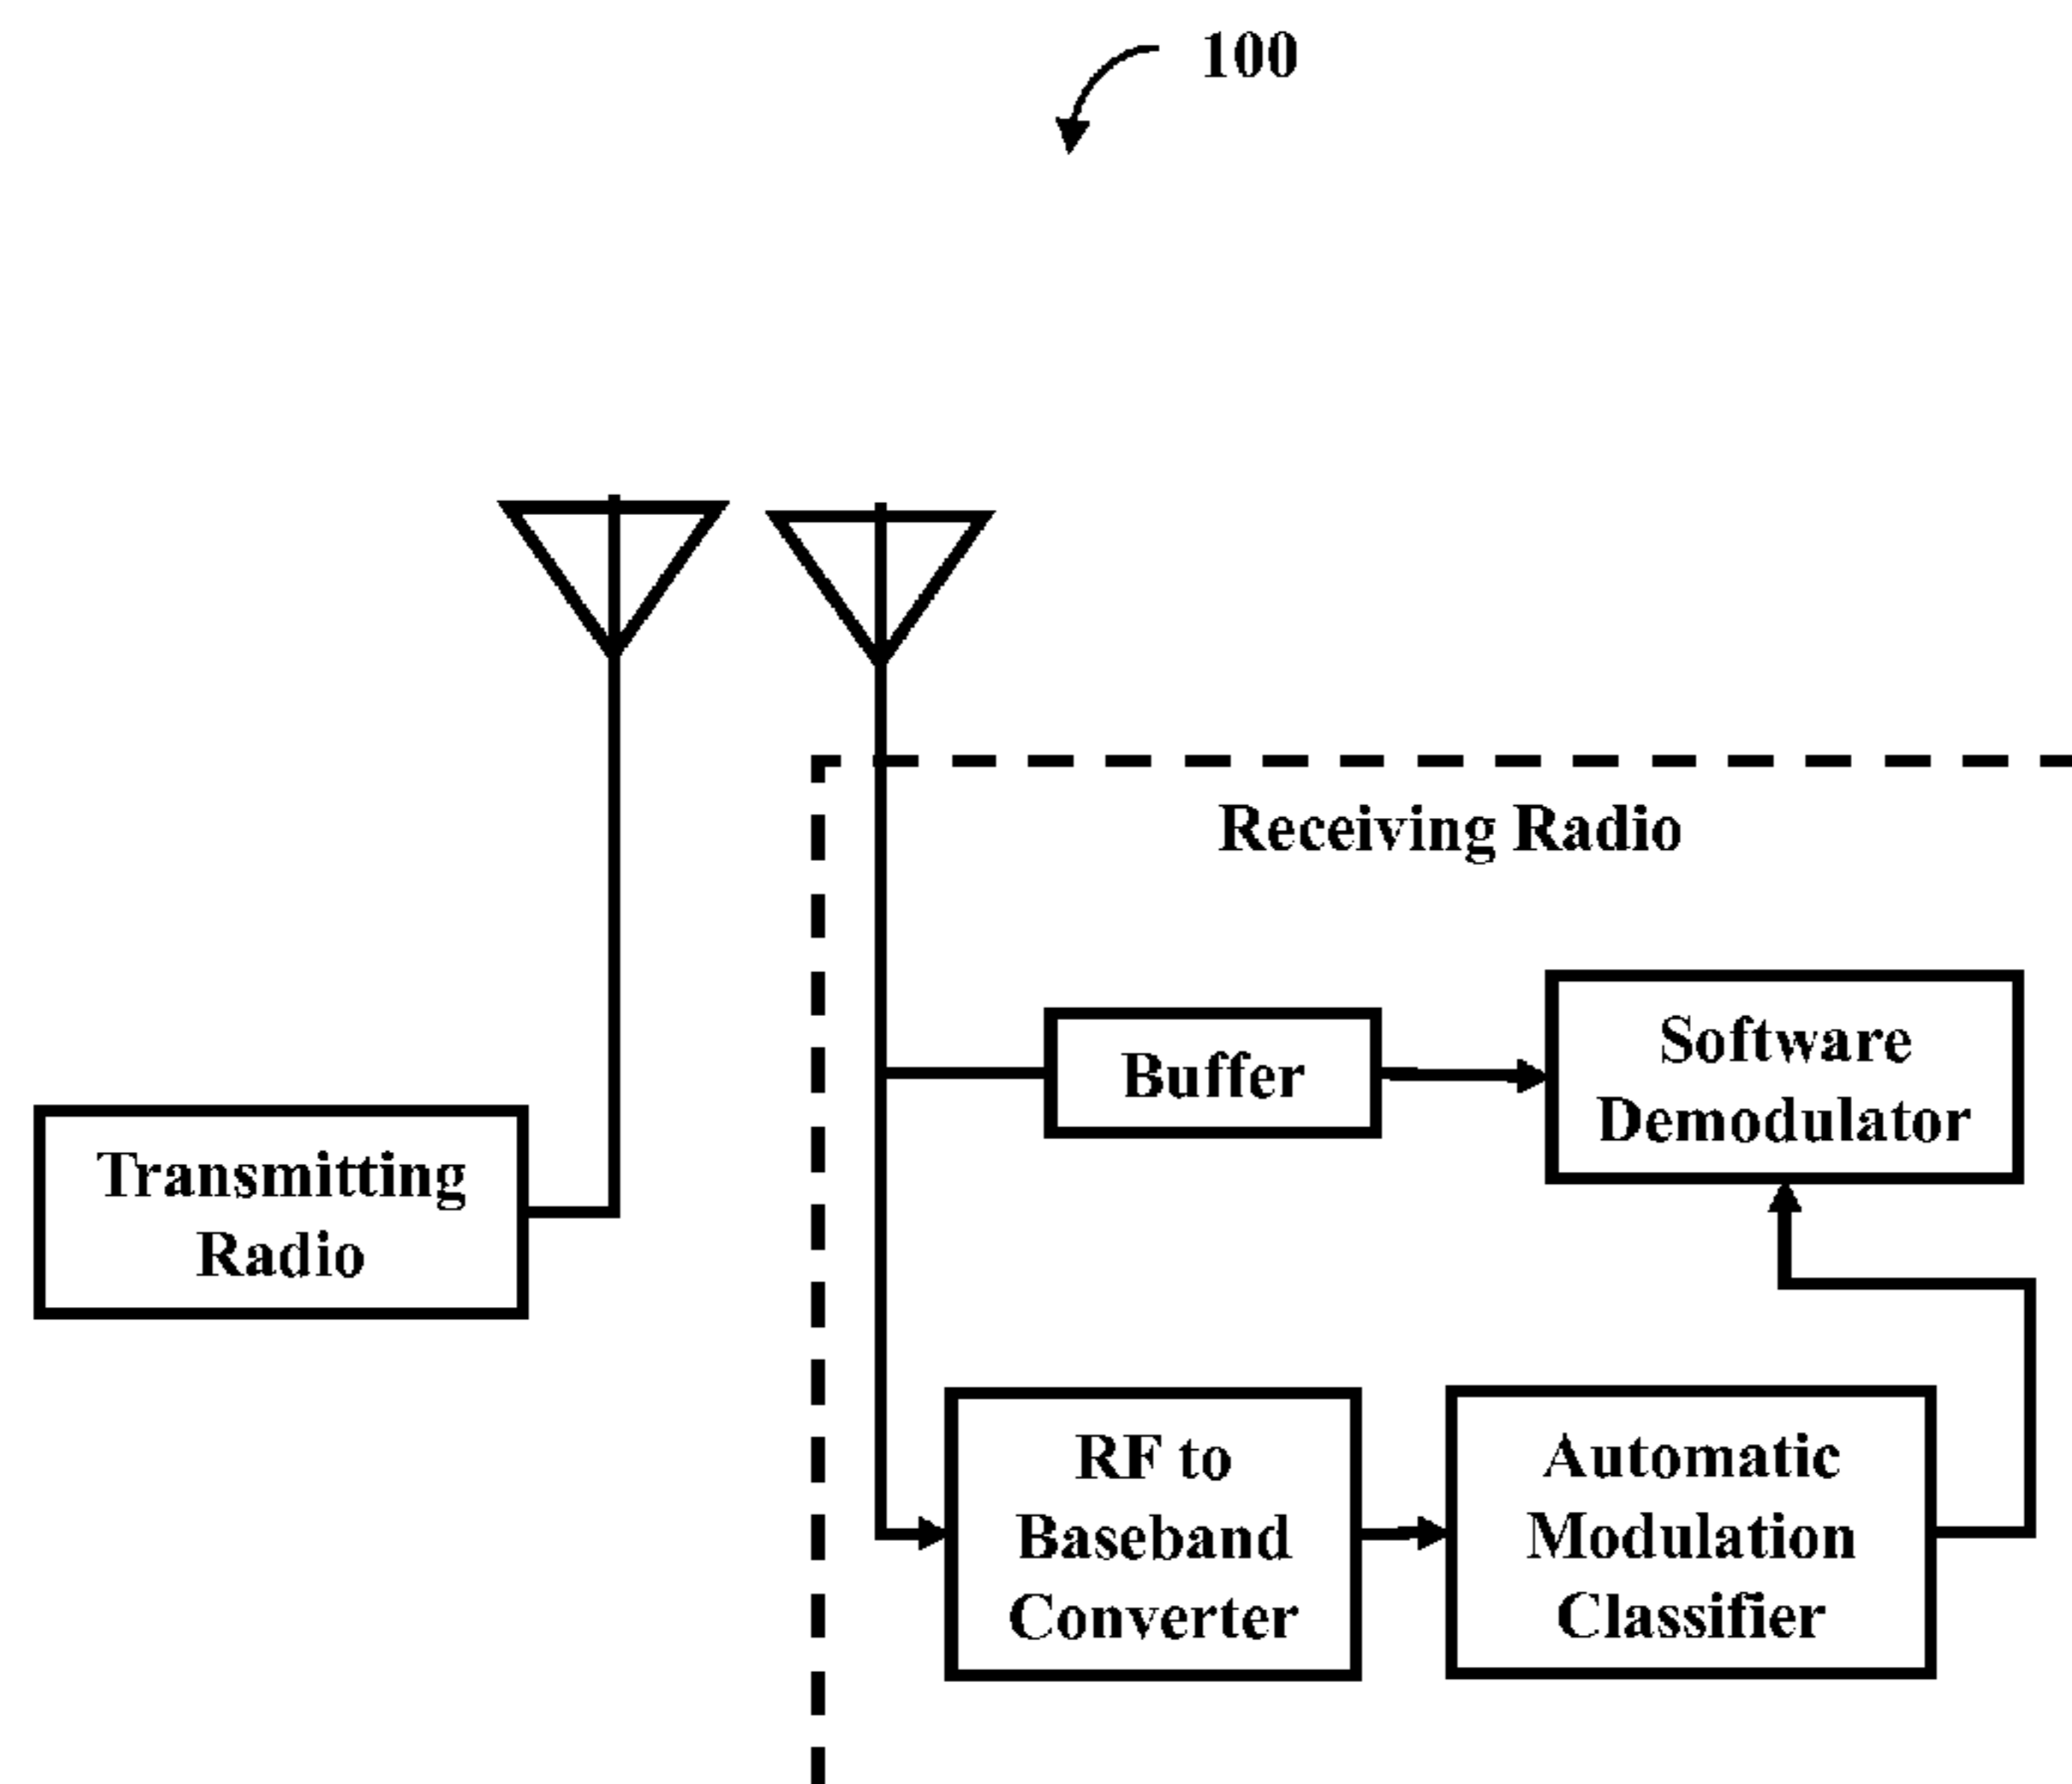 100
Receiving Radio
Buffer
Software
Demodulator
Transmitting
Radio
RF to
Baseband
Converter
Automatic
Modulation
Classifier